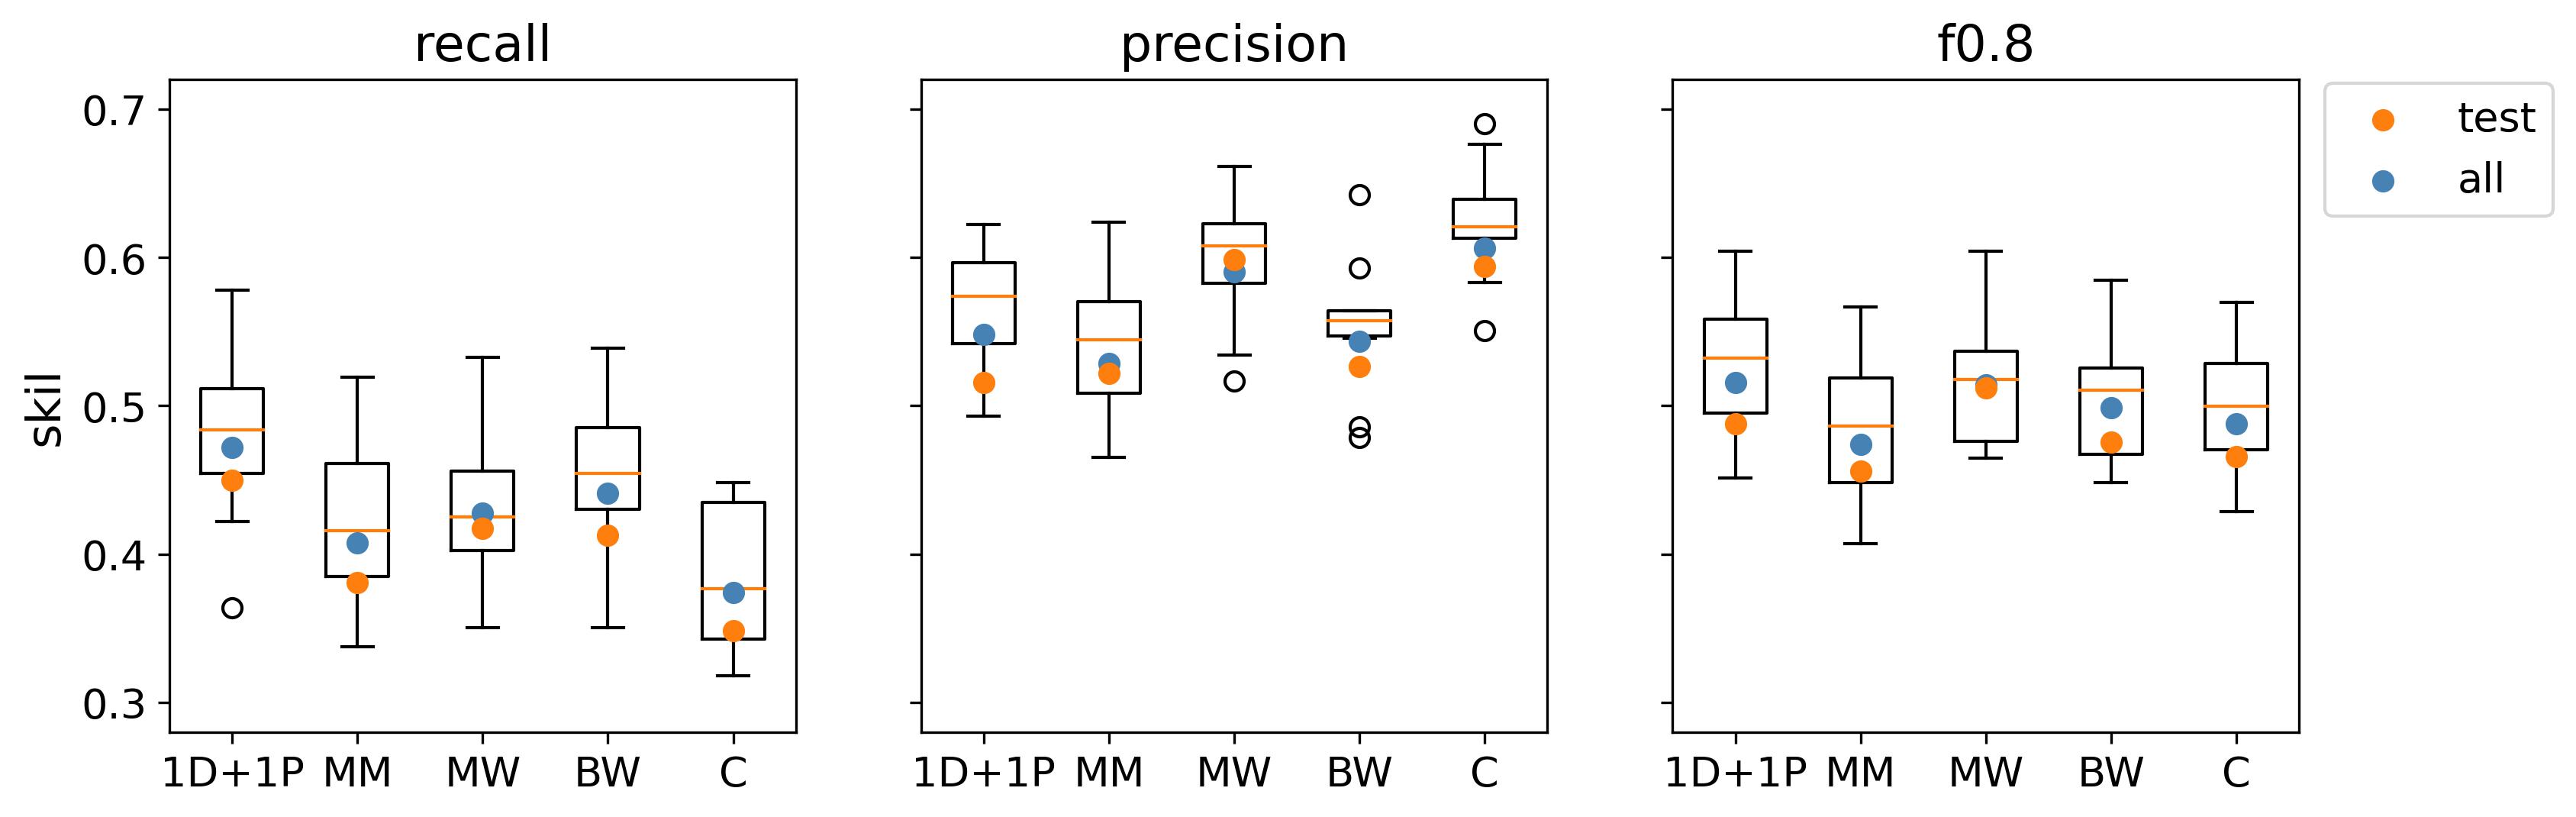 recall
precision
f0.8
test
all
skil
0.7
0.6
0.5
0.4
0.3
1D+1P MM MW BW C
1D+1P MM MW BW C
1D+1P MM MW BW C